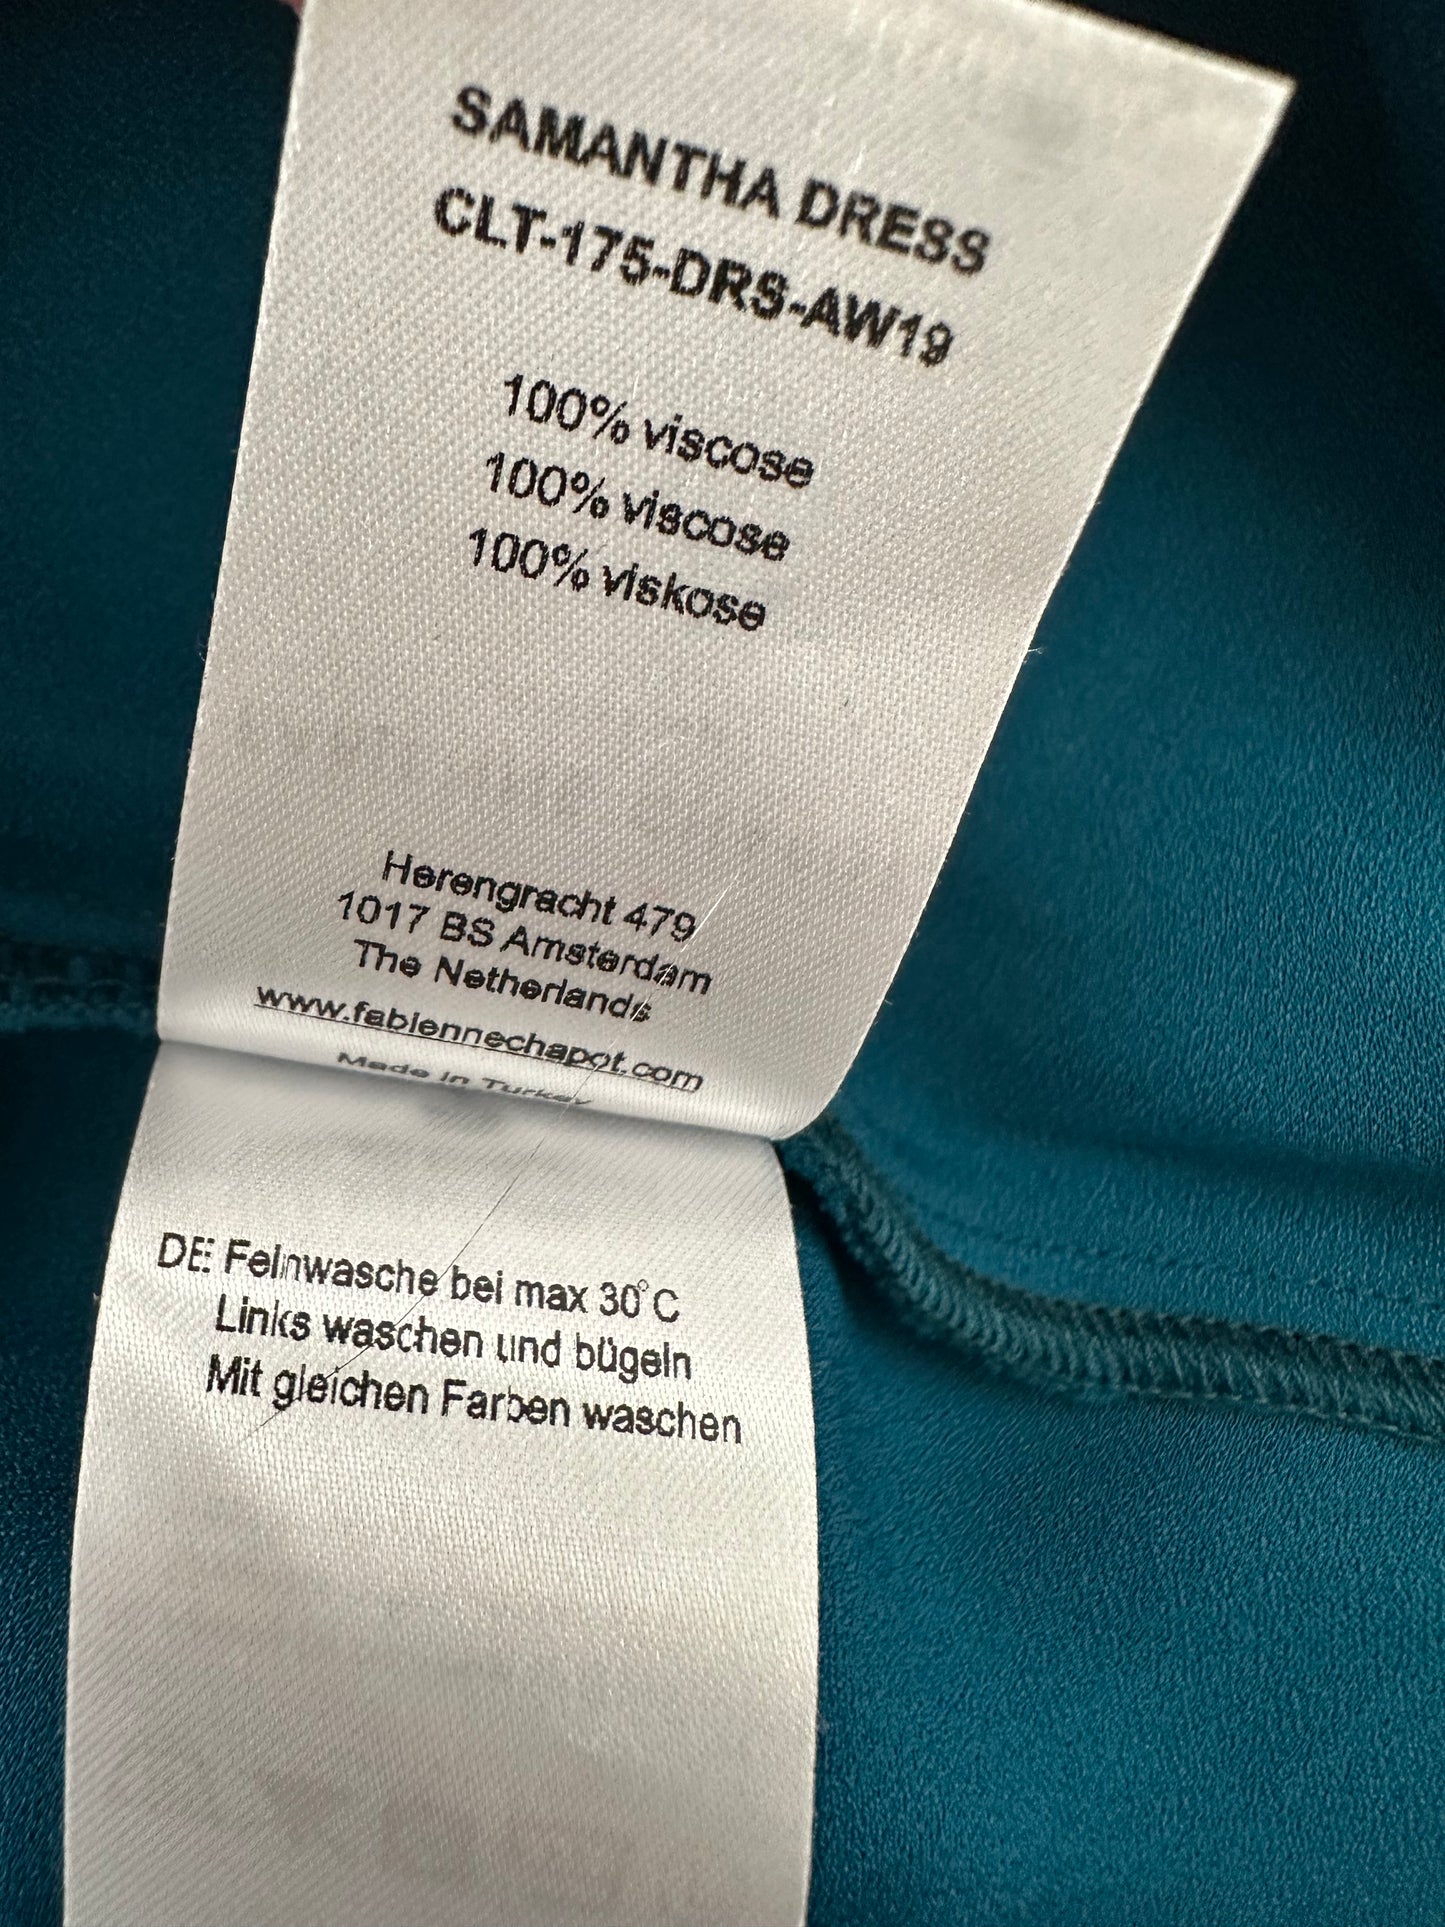 SAMANTHA DRESS
CLT-175-DRS-AW19
100% viscose
100% viscose
100% viskose
Herengracht 479
1017 BS Amsterdam
The Netherlands
www.fabiennechapot.com
Made in Turkey
DE: Feinwasche bei max 30°C
Links waschen und bügeln
Mit gleichen Farben waschen